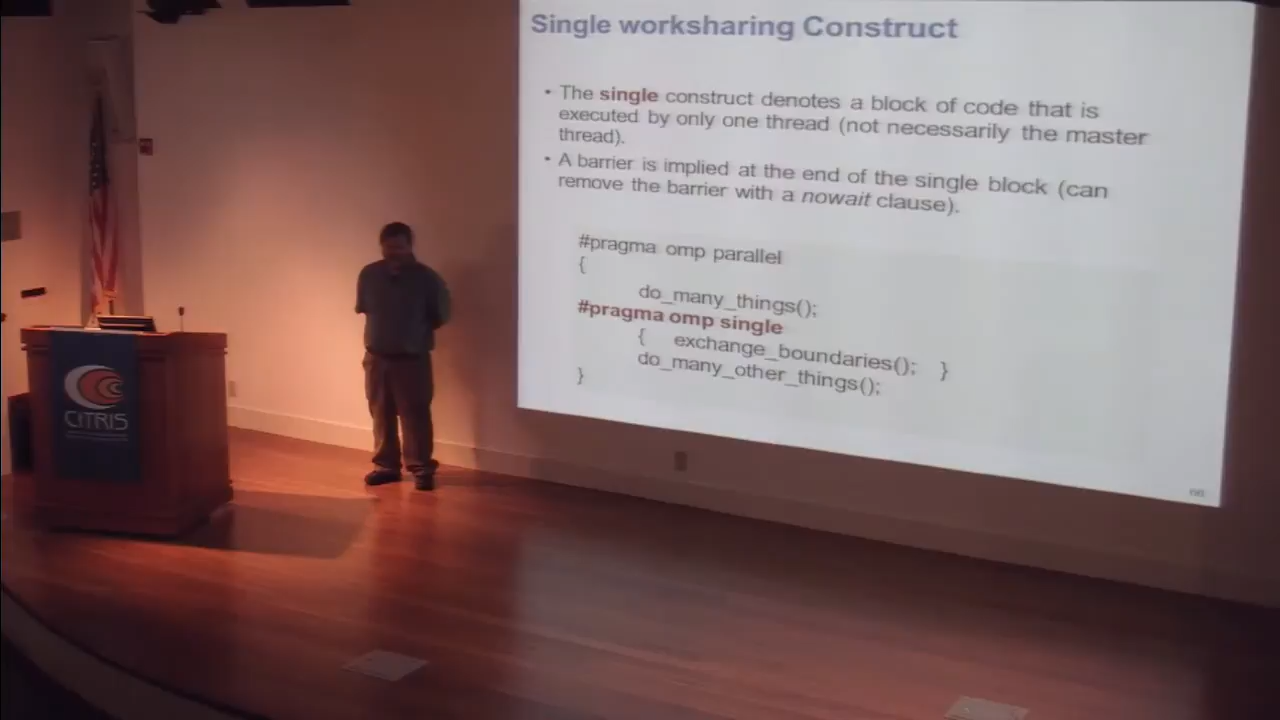 Single worksharing Construct
• The single construct denotes a block of code that is
executed by only one thread (not necessarily the master
thread).
• A barrier is implied at the end of the single block (can
remove the barrier with a nowait clause).
#pragma omp parallel
{
do_many_things();
#pragma omp single
{ exchange_boundaries(); }
do_many_other_things();
}
CITRIS